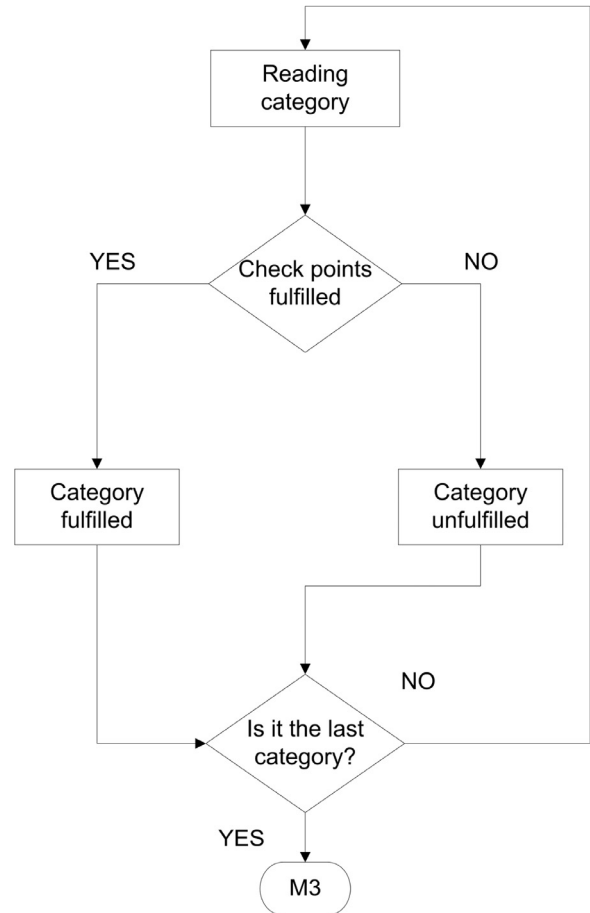 Reading
category
YES
NO
Check points
fulfilled
Category
fulfilled
Category
unfulfilled
NO
Is it the last
category?
YES
M3